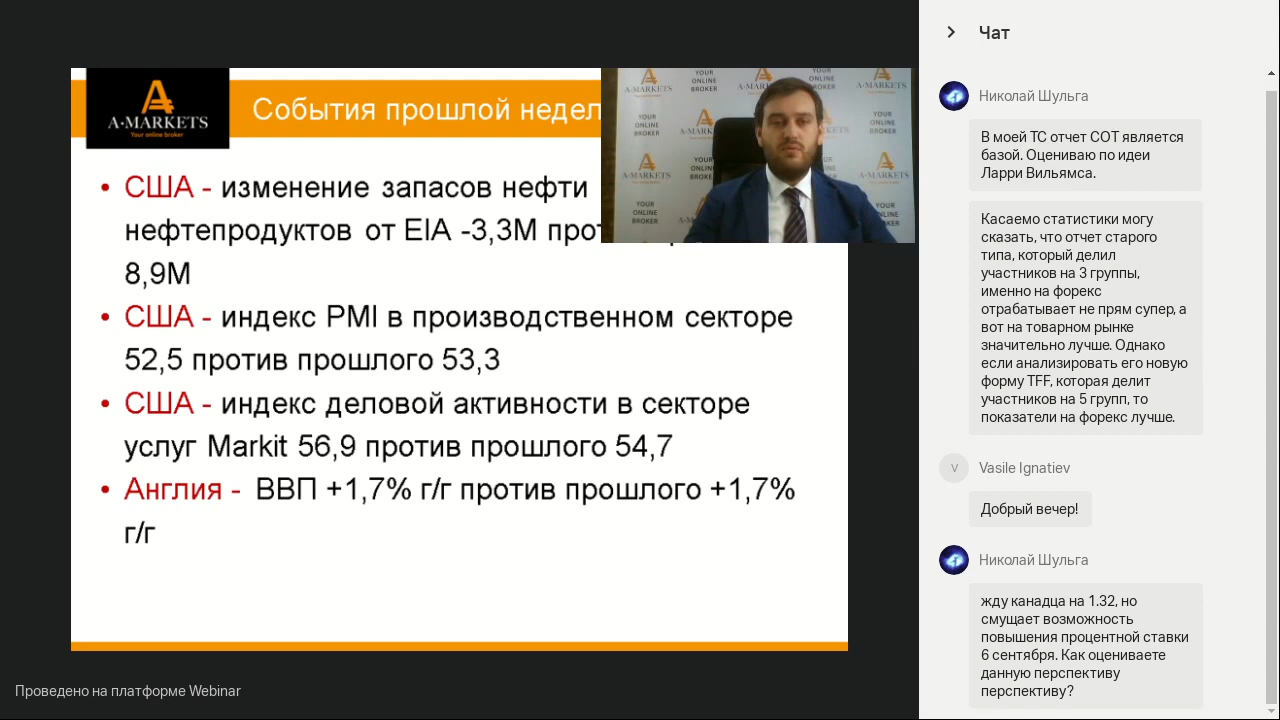 A-MARKETS
Your online broker
События прошлой недел
США - изменение запасов нефти
нефтепродуктов от EIA -3,3М прот
8,9М
США - индекс PMI в производственном секторе
52,5 против прошлого 53,3
США - индекс деловой активности в секторе
услуг Markit 56,9 против прошлого 54,7
Англия - ВВП +1,7% г/г против прошлого +1,7%
г/г
A-MARKETS
YOUR
ONLINE
BROKER
Проведено на платформе Webinar
Чат
Николай Шульга
В моей ТС отчет СОТ является
базой. Оцениваю по идеи
Ларри Вильямса.
Касаемо статистики могу
сказать, что отчет старого
типа, который делил
участников на 3 группы,
именно на форекс
отрабатывает не прям супер, а
вот на товарном рынке
значительно лучше. Однако
если анализировать его новую
форму TFF, которая делит
участников на 5 групп, то
показатели на форекс лучше.
V
Vasile Ignatiev
Добрый вечер!
Николай Шульга
жду канадца на 1.32, но
смущает возможность
повышения процентной ставки
6 сентября. Как оцениваете
данную перспективу
перспективу?